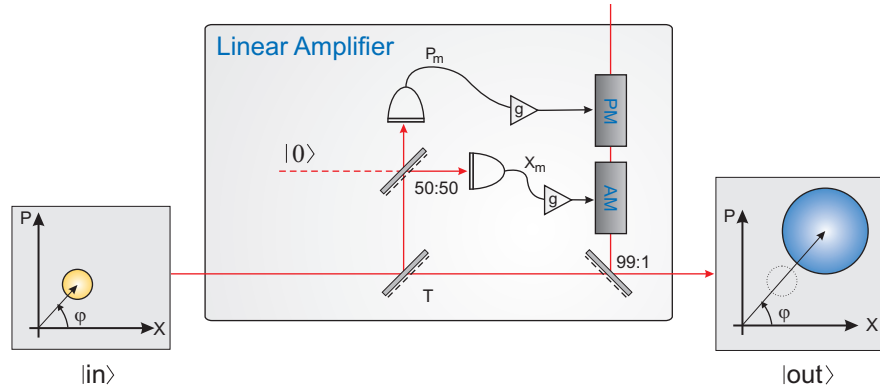 Linear Amplifier
Pₘ
g
PM
|0⟩
Xₘ
50:50
g
AM
P
φ
X
|in⟩
T
99:1
P
φ
X
|out⟩